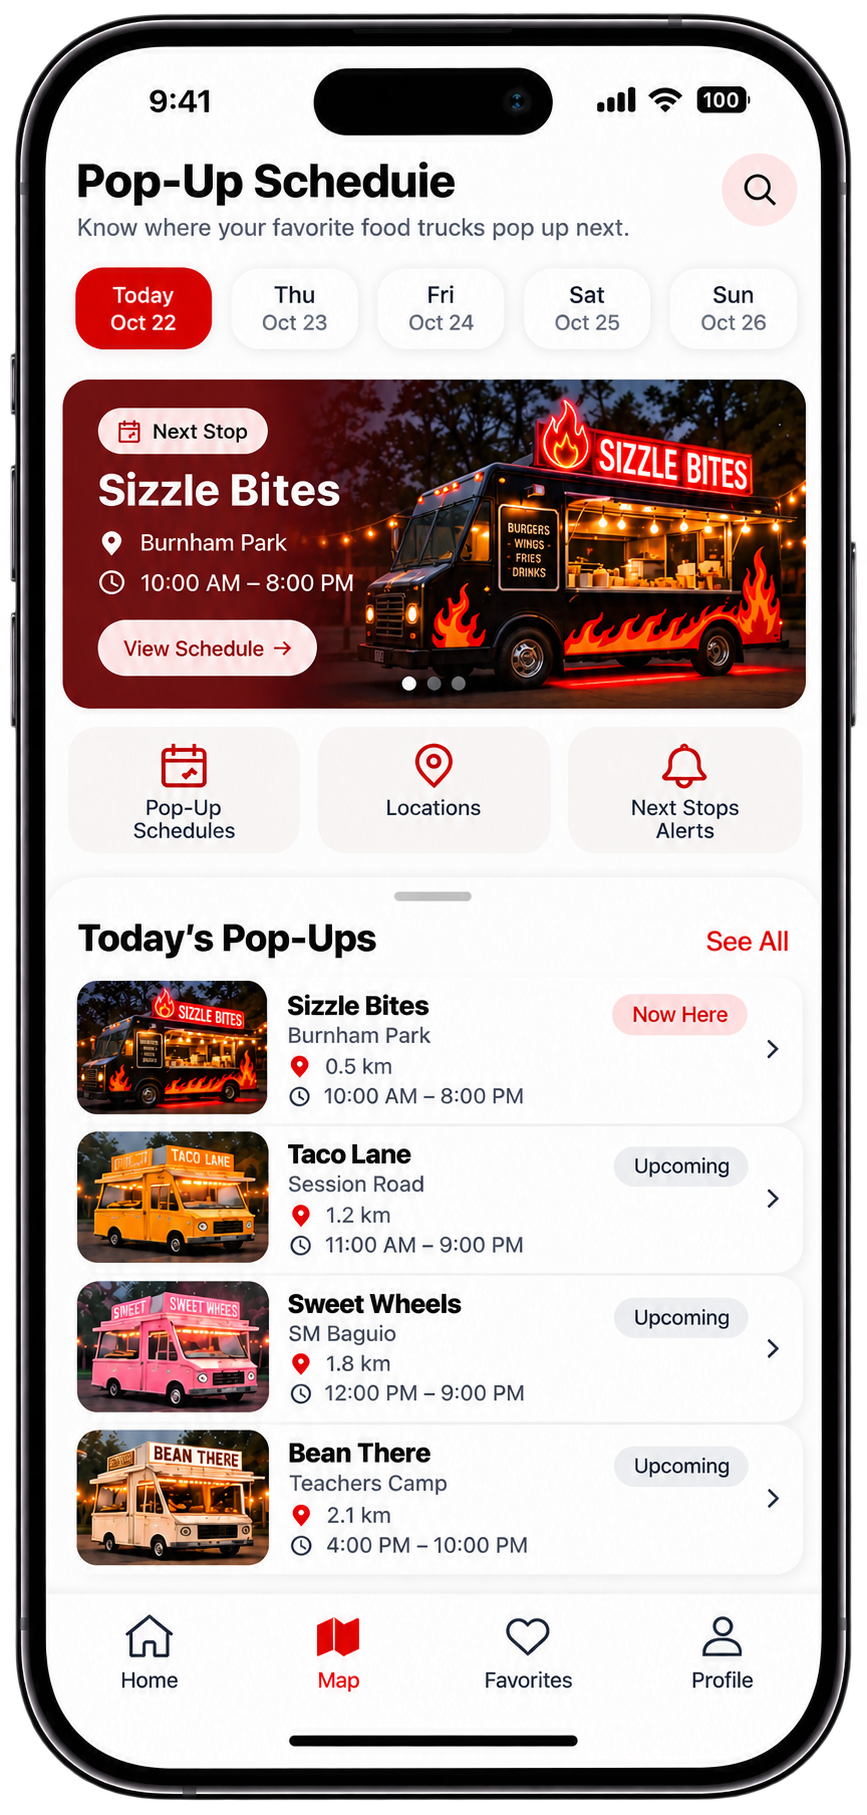 9:41
100
Pop-Up Scheduie
Know where your favorite food trucks pop up next.
Today
Oct 22
Thu
Oct 23
Fri
Oct 24
Sat
Oct 25
Sun
Oct 26
Next Stop
Sizzle Bites
Burnham Park
10:00 AM – 8:00 PM
View Schedule →
SIZZLE BITES
BURGERS
- WINGS -
FRIES
DRINKS
Pop-Up
Schedules
Locations
Next Stops
Alerts
Today's Pop-Ups
See All
SIZZLE BITES
Sizzle Bites
Burnham Park
0.5 km
10:00 AM – 8:00 PM
Now Here
TACO LANE
Taco Lane
Session Road
1.2 km
11:00 AM – 9:00 PM
Upcoming
SWEET WHEES
Sweet Wheels
SM Baguio
1.8 km
12:00 PM – 9:00 PM
Upcoming
BEAN THERE
Bean There
Teachers Camp
2.1 km
4:00 PM – 10:00 PM
Upcoming
Home
Map
Favorites
Profile